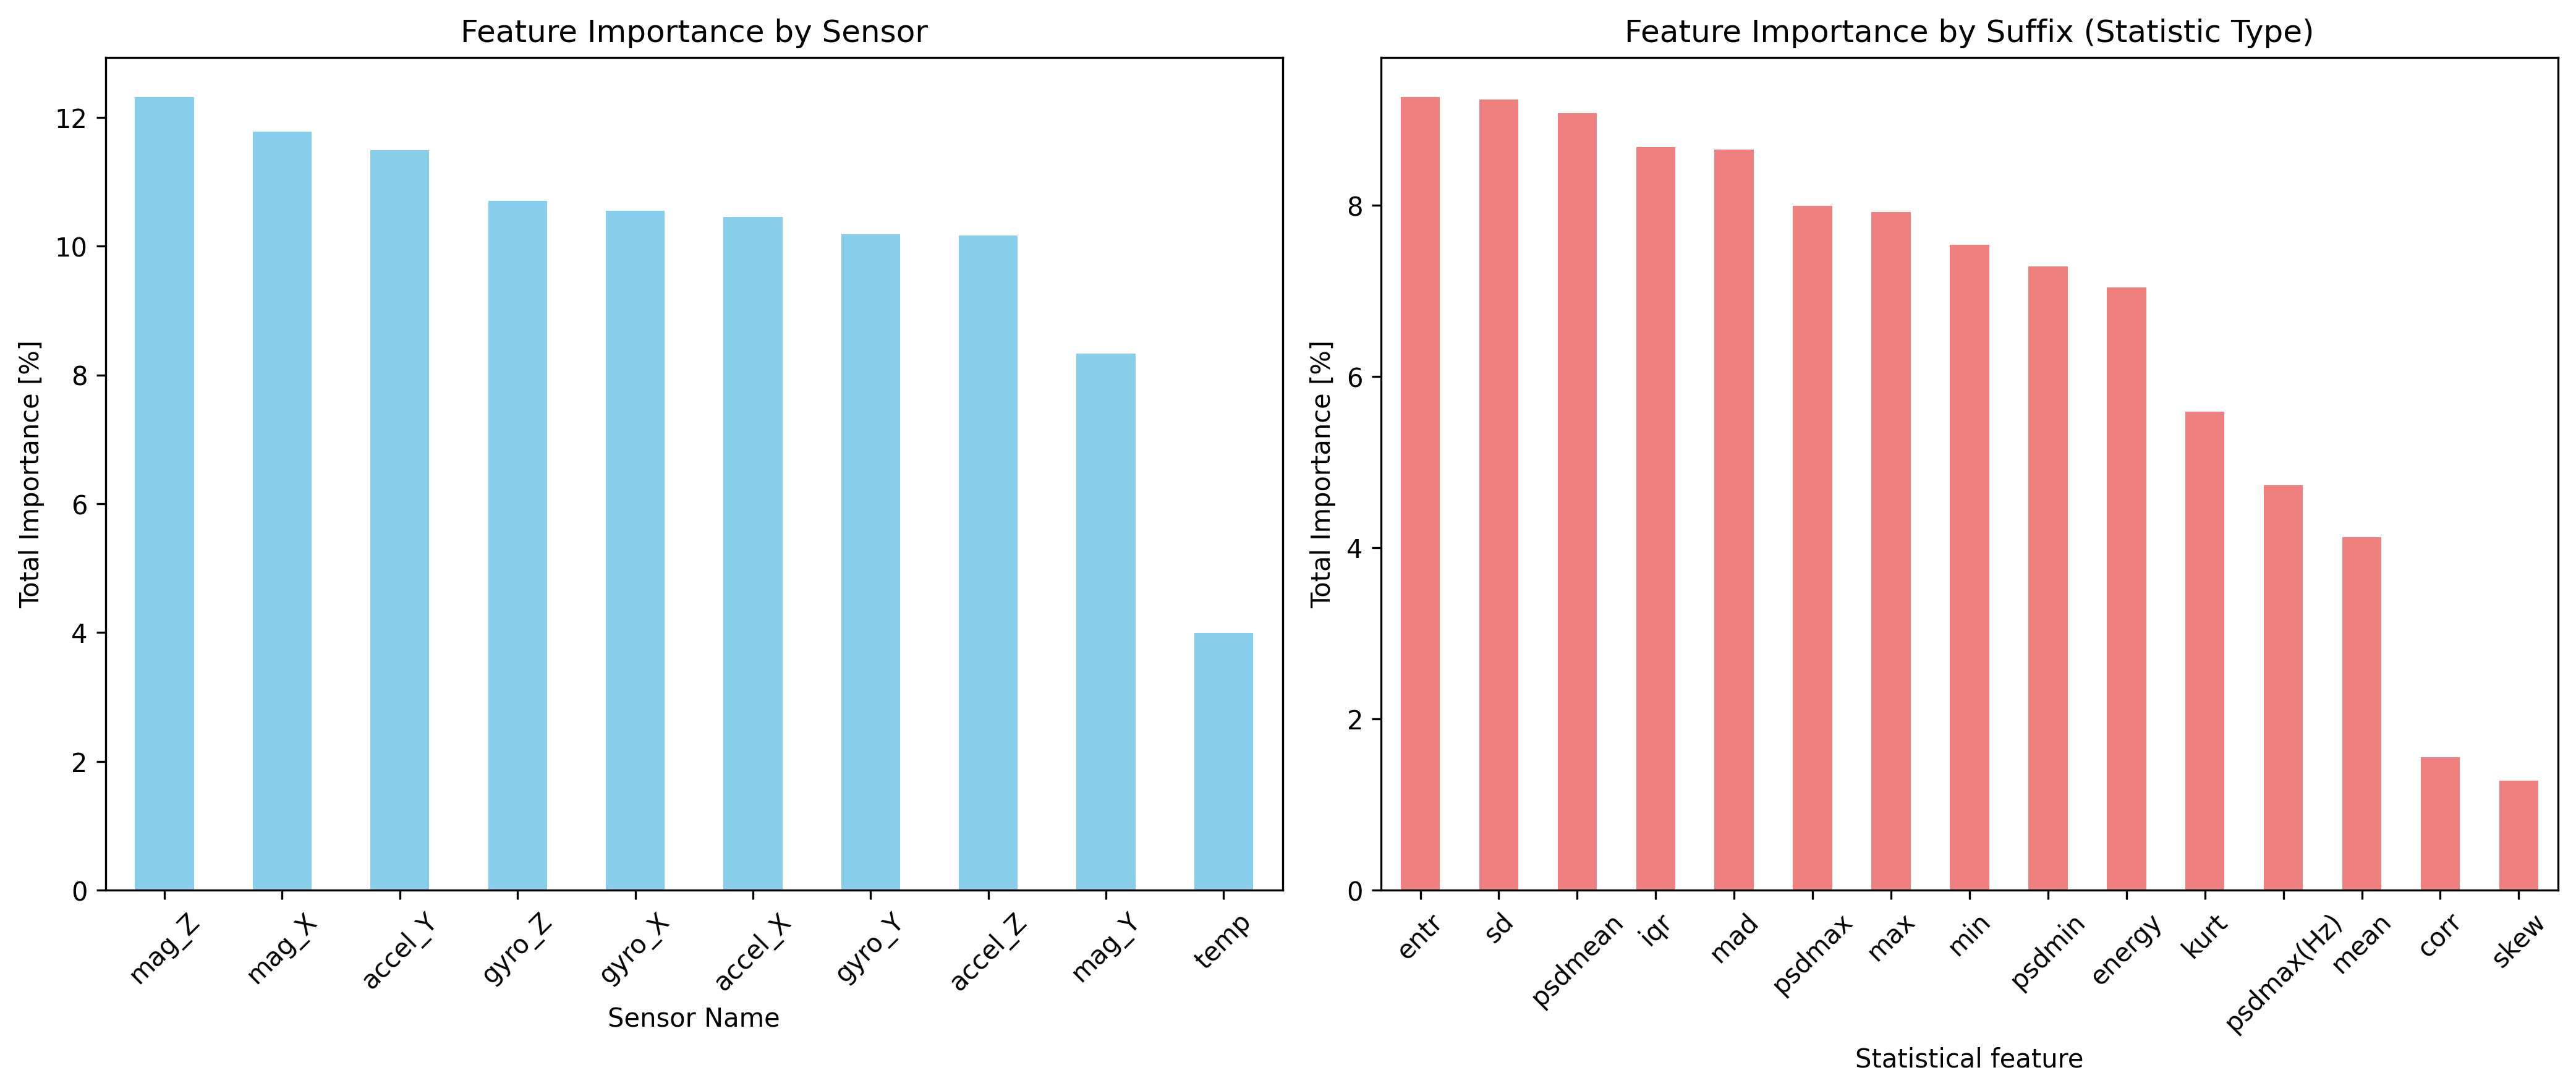 Feature Importance by Sensor
Total Importance [%]
12
10
8
6
4
2
0
mag_Z
mag_X
accel_Y
gyro_Z
gyro_X
accel_X
gyro_Y
accel_Z
mag_Y
temp
Sensor Name
Feature Importance by Suffix (Statistic Type)
Total Importance [%]
8
6
4
2
0
entr
sd
psdmean
iqr
mad
psdmax
max
min
psdmin
energy
kurt
psdmax(Hz)
mean
corr
skew
Statistical feature